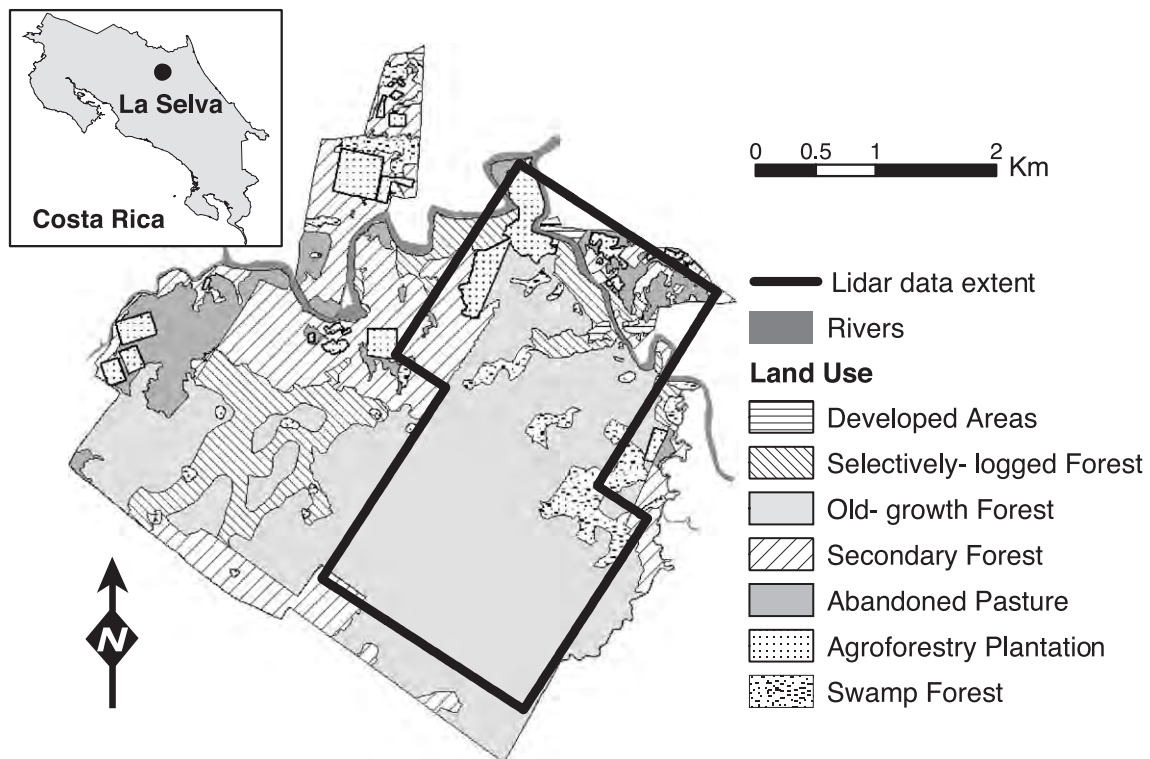 La Selva
Costa Rica
0 0.5 1 2
Km
Lidar data extent
Rivers
Land Use
Developed Areas
Selectively- logged Forest
Old- growth Forest
Secondary Forest
Abandoned Pasture
Agroforestry Plantation
Swamp Forest
N